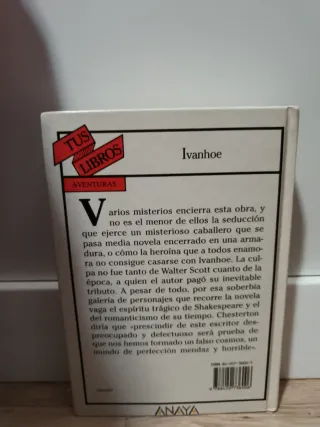 TUS
LIBROS
Ivanhoe
AVENTURAS
Varios misterios encierra esta obra, y
no es el menor de ellos la seducción
que ejerce un misterioso caballero que se
pasa media novela encerrado en una arma-
dura, o cómo la heroína que a todos enamo-
ra no consigue casarse con Ivanhoe. La cul-
pa no fue tanto de Walter Scott cuanto de la
época, a quien el autor pagó su inevitable
tributo. A pesar de todo, por esa soberbia
galería de personajes que recorre la novela
vaga el espíritu trágico de Shakespeare y el
del romanticismo de su tiempo. Chesterton
diría que «prescindir de este escritor des-
preocupado y defectuoso será prueba de
que nos hemos formado un falso cosmos, un
mundo de perfección mendaz y horrible».
ANAYA